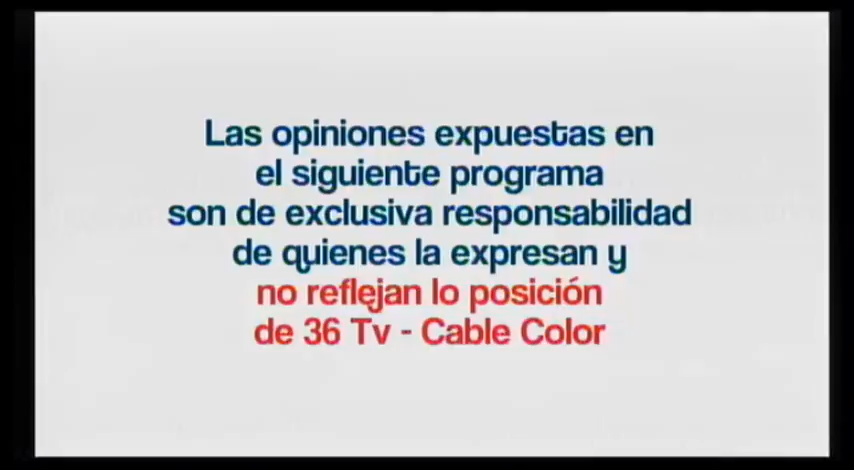 Las opiniones expuestas en
el siguiente programa
son de exclusiva responsabilidad
de quienes la expresan y
no reflejan lo posición
de 36 Tv - Cable Color